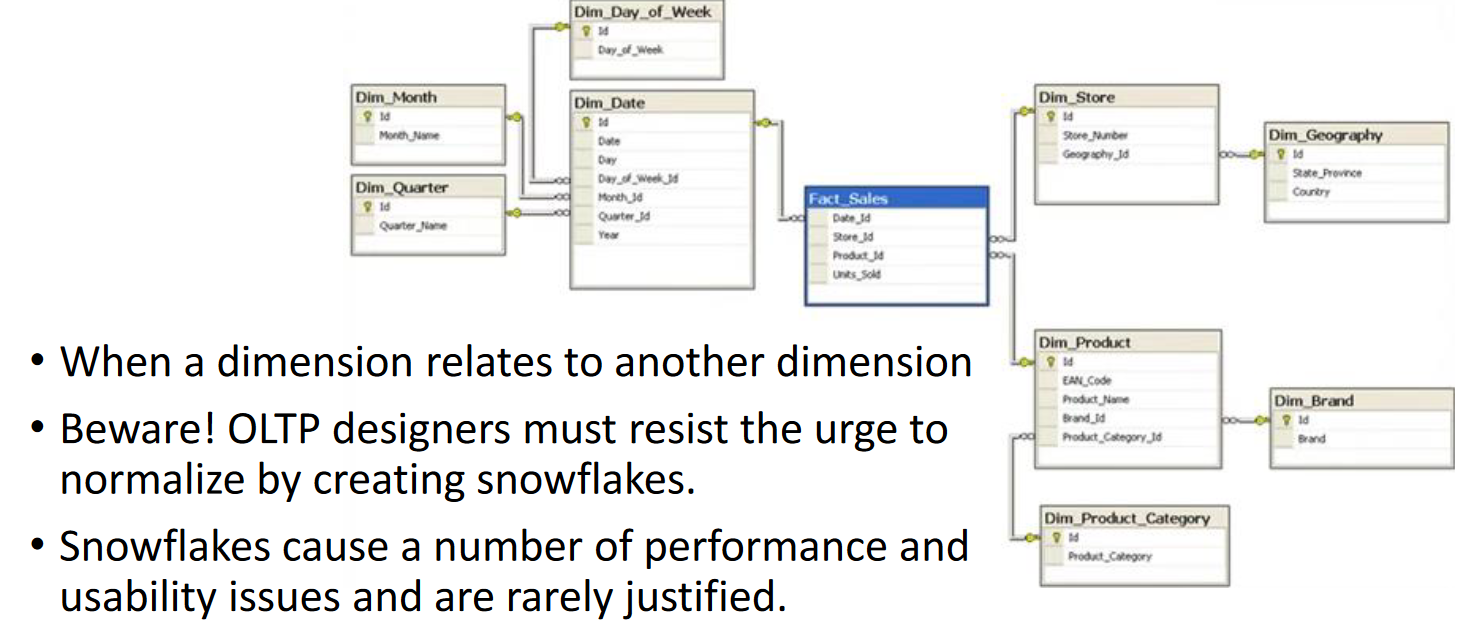 Dim_Day_of_Week
Id
Day_of_Week
Dim_Month
Id
Month_Name
Dim_Quarter
Id
Quarter_Name
Dim_Date
Id
Date
Day
Day_of_Week_Id
Month_Id
Quarter_Id
Year
Fact_Sales
Date_Id
Store_Id
Product_Id
Units_Sold
Dim_Store
Id
Store_Number
Geography_Id
Dim_Geography
Id
State_Province
Country
Dim_Product
Id
EAN_Code
Product_Name
Brand_Id
Product_Category_Id
Dim_Brand
Id
Brand
Dim_Product_Category
Id
Product_Category
• When a dimension relates to another dimension
• Beware! OLTP designers must resist the urge to
normalize by creating snowflakes.
• Snowflakes cause a number of performance and
usability issues and are rarely justified.